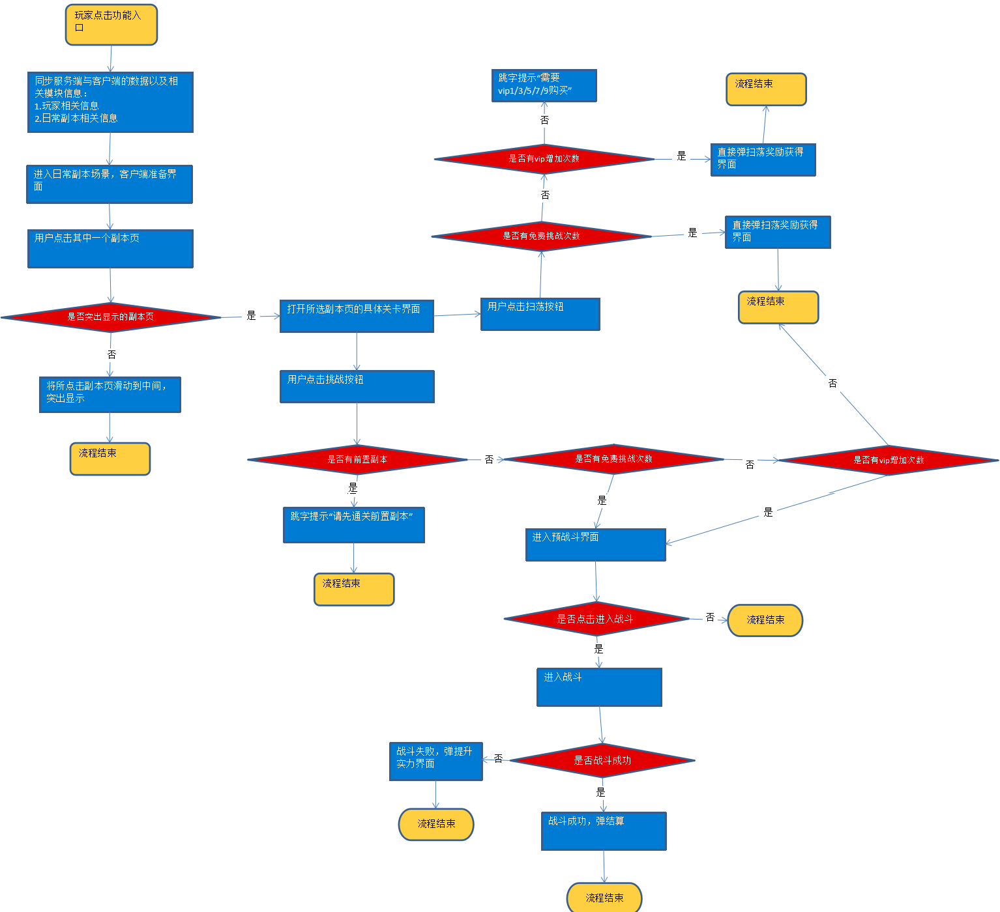 玩家点击功能入
口
同步服务端与客户端的数据以及相
关模块信息：
1.玩家相关信息
2.日常副本相关信息
进入日常副本场景，客户端准备界
面
用户点击其中一个副本页
是否突出显示的副本页
是
否
将所点击副本页滑动到中间，
突出显示
流程结束
打开所选副本页的具体关卡界面
用户点击扫荡按钮
是否有免费挑战次数
是
直接弹扫荡奖励获得
界面
流程结束
否
是否有vip增加次数
是
直接弹扫荡奖励获得
界面
流程结束
否
跳字提示“需要
vip1/3/5/7/9购买”
用户点击挑战按钮
是否有前置副本
是
跳字提示“请先通关前置副本”
流程结束
否
是否有免费挑战次数
否
是否有vip增加次数
否
是
是
进入预战斗界面
是否点击进入战斗
否
流程结束
是
进入战斗
是否战斗成功
否
战斗失败，弹提升
实力界面
流程结束
是
战斗成功，弹结算
流程结束